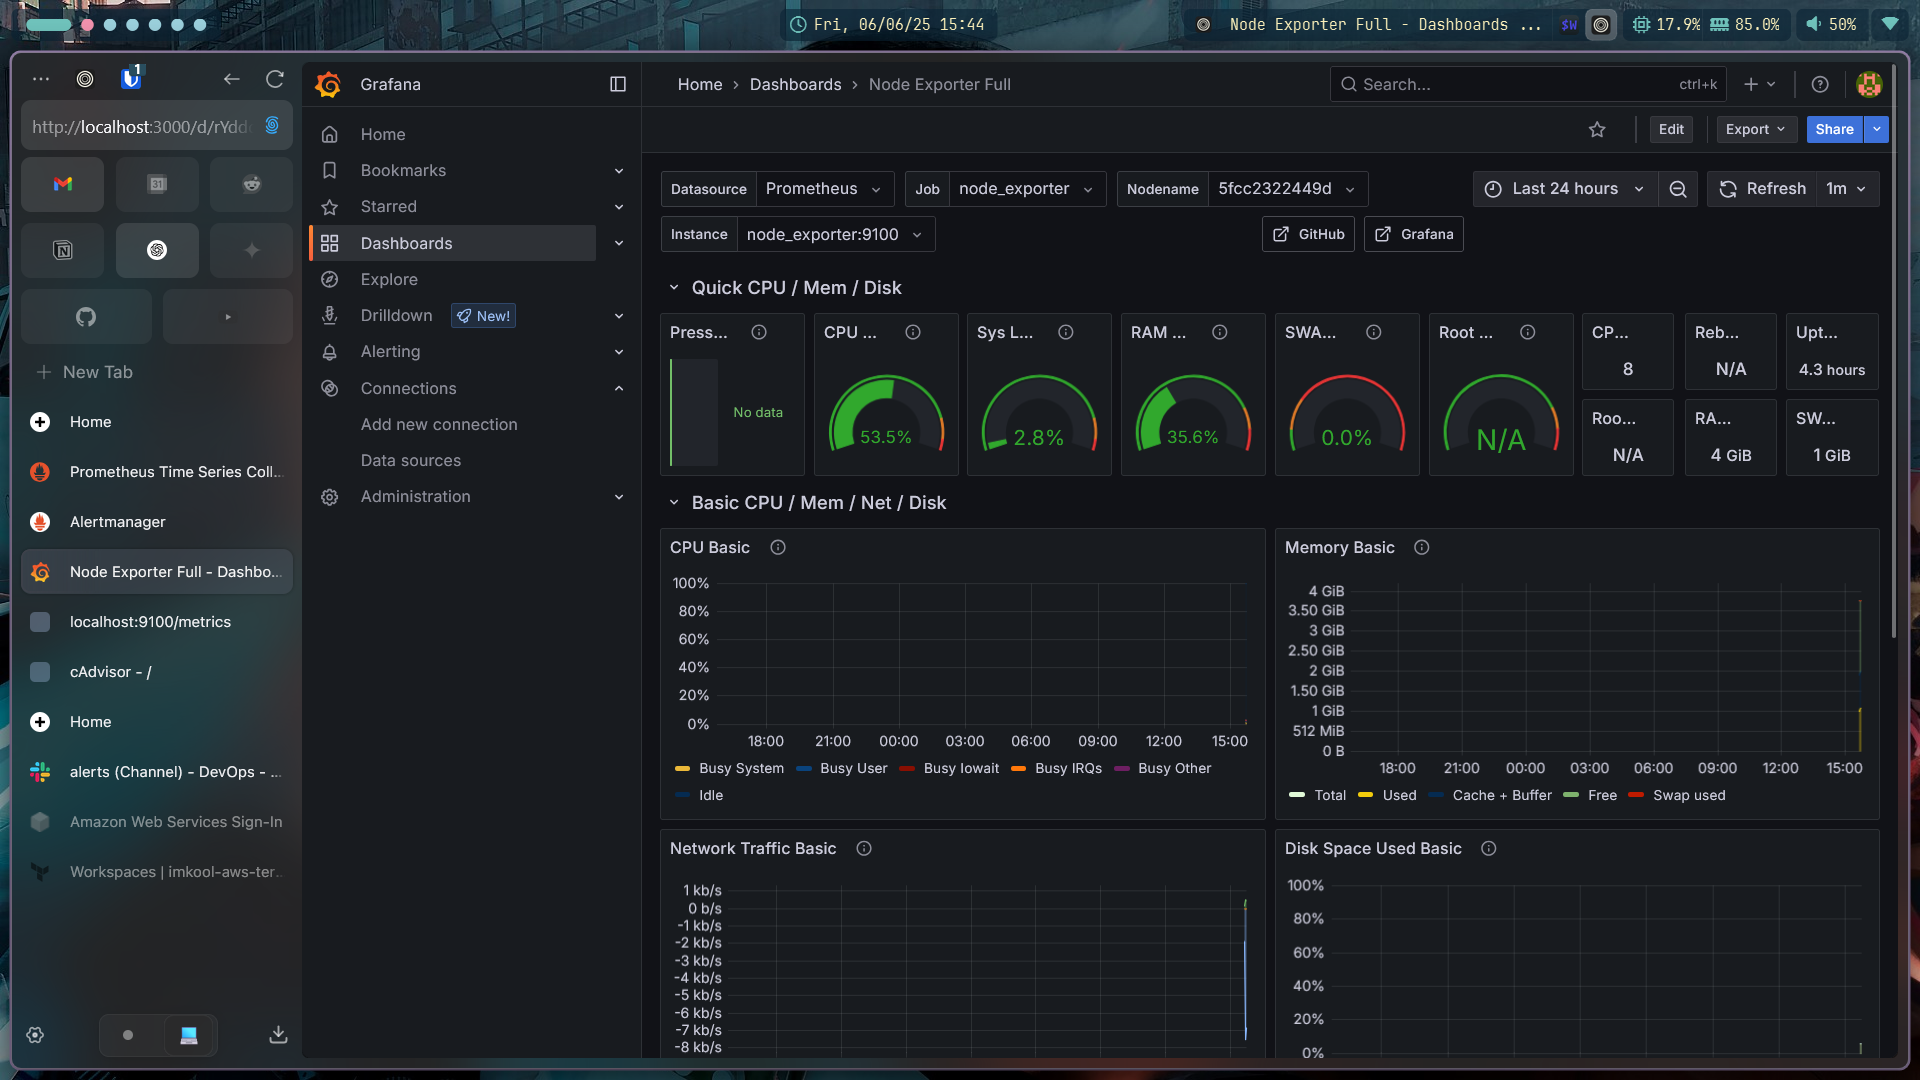 Fri, 06/06/25 15:44
Node Exporter Full - Dashboards ...
$W
17.9%
85.0%
50%
1
http://localhost:3000/d/rYdd
31
New Tab
Home
Prometheus Time Series Coll...
Alertmanager
Node Exporter Full - Dashbo...
localhost:9100/metrics
cAdvisor - /
Home
alerts (Channel) - DevOps - ...
Amazon Web Services Sign-In
Workspaces | imkool-aws-ter...
Grafana
Home
Bookmarks
Starred
Dashboards
Explore
Drilldown New!
Alerting
Connections
Add new connection
Data sources
Administration
Home > Dashboards > Node Exporter Full
Search... ctrl+k
Edit Export Share
Datasource Prometheus Job node_exporter Nodename 5fcc2322449d
Last 24 hours Refresh 1m
Instance node_exporter:9100
GitHub Grafana
Quick CPU / Mem / Disk
Press...
No data
CPU ...
53.5%
Sys L...
2.8%
RAM ...
35.6%
SWA...
0.0%
Root ...
N/A
CP...
8
Reb...
N/A
Upt...
4.3 hours
Roo...
N/A
RA...
4 GiB
SW...
1 GiB
Basic CPU / Mem / Net / Disk
CPU Basic
100%
80%
60%
40%
20%
0%
18:00 21:00 00:00 03:00 06:00 09:00 12:00 15:00
Busy System Busy User Busy Iowait Busy IRQs Busy Other
Idle
Memory Basic
4 GiB
3.50 GiB
3 GiB
2.50 GiB
2 GiB
1.50 GiB
1 GiB
512 MiB
0 B
18:00 21:00 00:00 03:00 06:00 09:00 12:00 15:00
Total Used Cache + Buffer Free Swap used
Network Traffic Basic
1 kb/s
0 b/s
-1 kb/s
-2 kb/s
-3 kb/s
-4 kb/s
-5 kb/s
-6 kb/s
-7 kb/s
-8 kb/s
Disk Space Used Basic
100%
80%
60%
40%
20%
0%